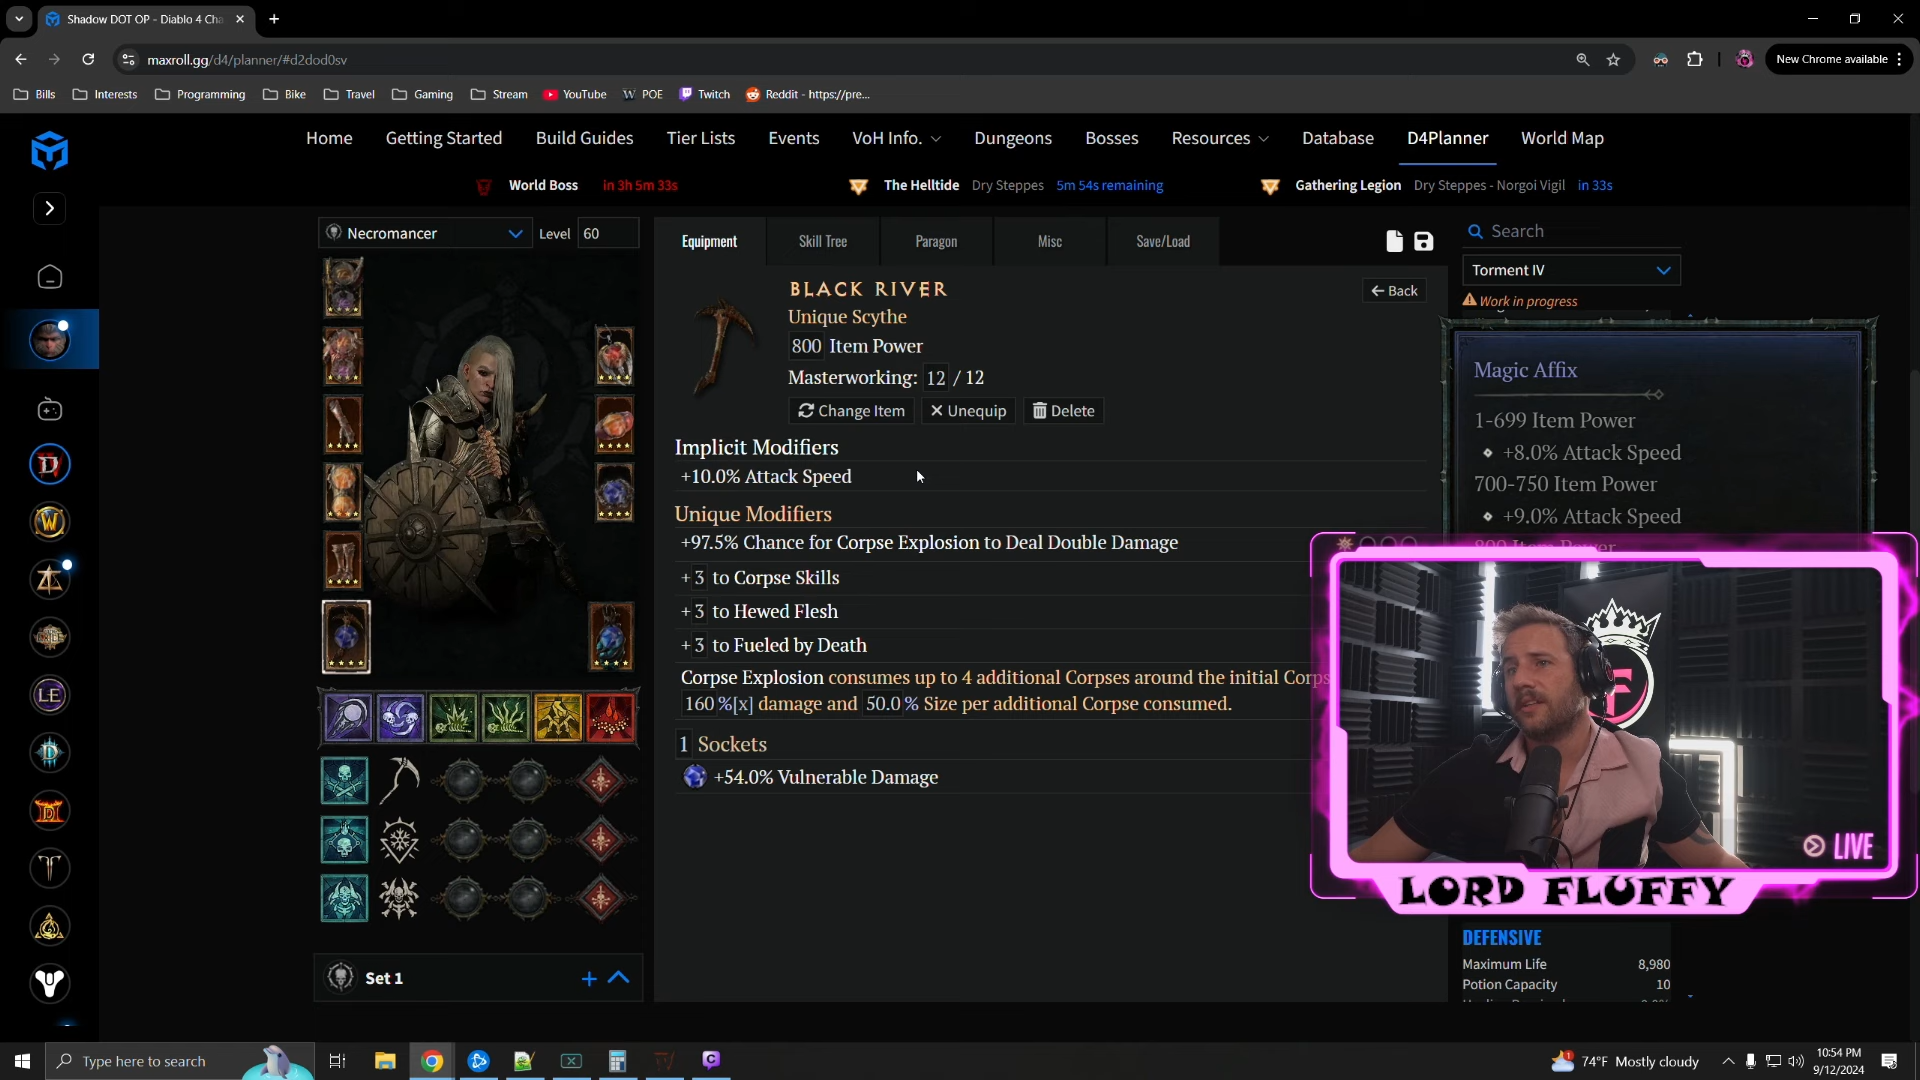 Shadow DOT OP - Diablo 4 Cha
maxroll.gg/d4/planner/#d2dod0sv
New Chrome available
Bills
Interests
Programming
Bike
Travel
Gaming
Stream
YouTube
POE
Twitch
Reddit - https://pre...
Home
Getting Started
Build Guides
Tier Lists
Events
VoH Info.
Dungeons
Bosses
Resources
Database
D4Planner
World Map
World Boss in 3h 5m 33s
The Helltide Dry Steppes 5m 54s remaining
Gathering Legion Dry Steppes - Norgoi Vigil in 33s
Necromancer
Level 60
Equipment
Skill Tree
Paragon
Misc
Save/Load
Search
Torment IV
Work in progress
BLACK RIVER
Back
Unique Scythe
800 Item Power
Masterworking: 12 / 12
Change Item
Unequip
Delete
Implicit Modifiers
+10.0% Attack Speed
Unique Modifiers
+97.5% Chance for Corpse Explosion to Deal Double Damage
+3 to Corpse Skills
+3 to Hewed Flesh
+3 to Fueled by Death
Corpse Explosion consumes up to 4 additional Corpses around the initial Corps
160 %[x] damage and 50.0 % Size per additional Corpse consumed.
1 Sockets
+54.0% Vulnerable Damage
Magic Affix
1-699 Item Power
+8.0% Attack Speed
700-750 Item Power
+9.0% Attack Speed
800 Item Power
LIVE
LORD FLUFFY
DEFENSIVE
Maximum Life 8,980
Potion Capacity 10
Set 1
LE
Type here to search
74°F Mostly cloudy
10:54 PM
9/12/2024